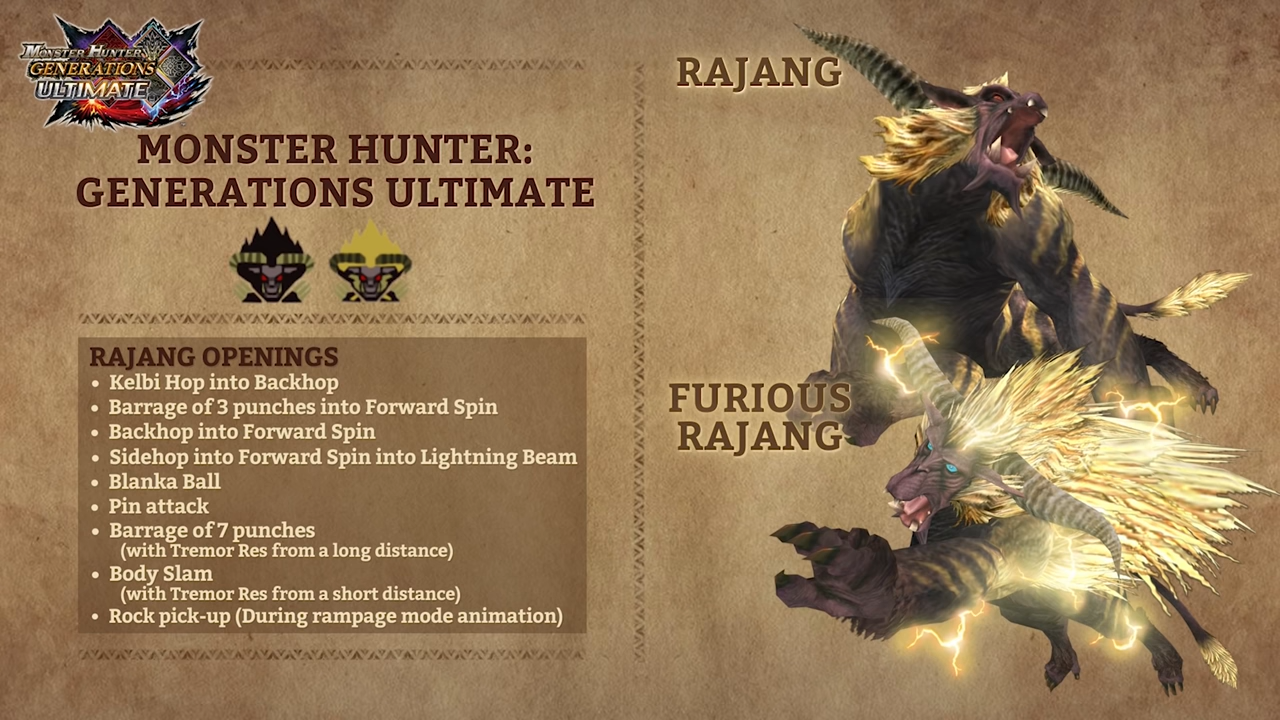 MONSTER HUNTER
GENERATIONS
ULTIMATE
MONSTER HUNTER:
GENERATIONS ULTIMATE
RAJANG OPENINGS
• Kelbi Hop into Backhop
• Barrage of 3 punches into Forward Spin
• Backhop into Forward Spin
• Sidehop into Forward Spin into Lightning Beam
• Blanka Ball
• Pin attack
• Barrage of 7 punches
(with Tremor Res from a long distance)
• Body Slam
(with Tremor Res from a short distance)
• Rock pick-up (During rampage mode animation)
RAJANG
FURIOUS
RAJANG